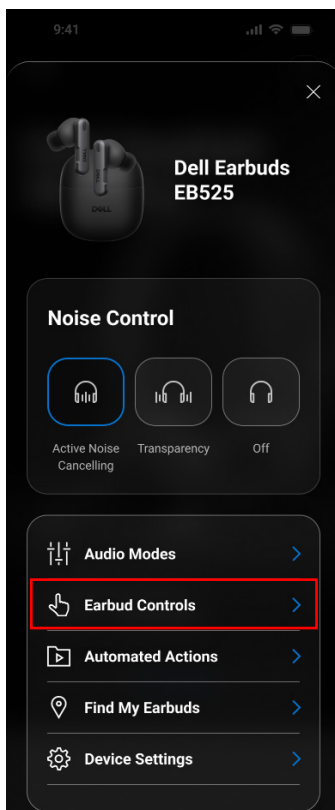 9:41
Dell Earbuds
EB525
DELL
Noise Control
Active Noise
Cancelling
Transparency
Off
Audio Modes
Earbud Controls
Automated Actions
Find My Earbuds
Device Settings